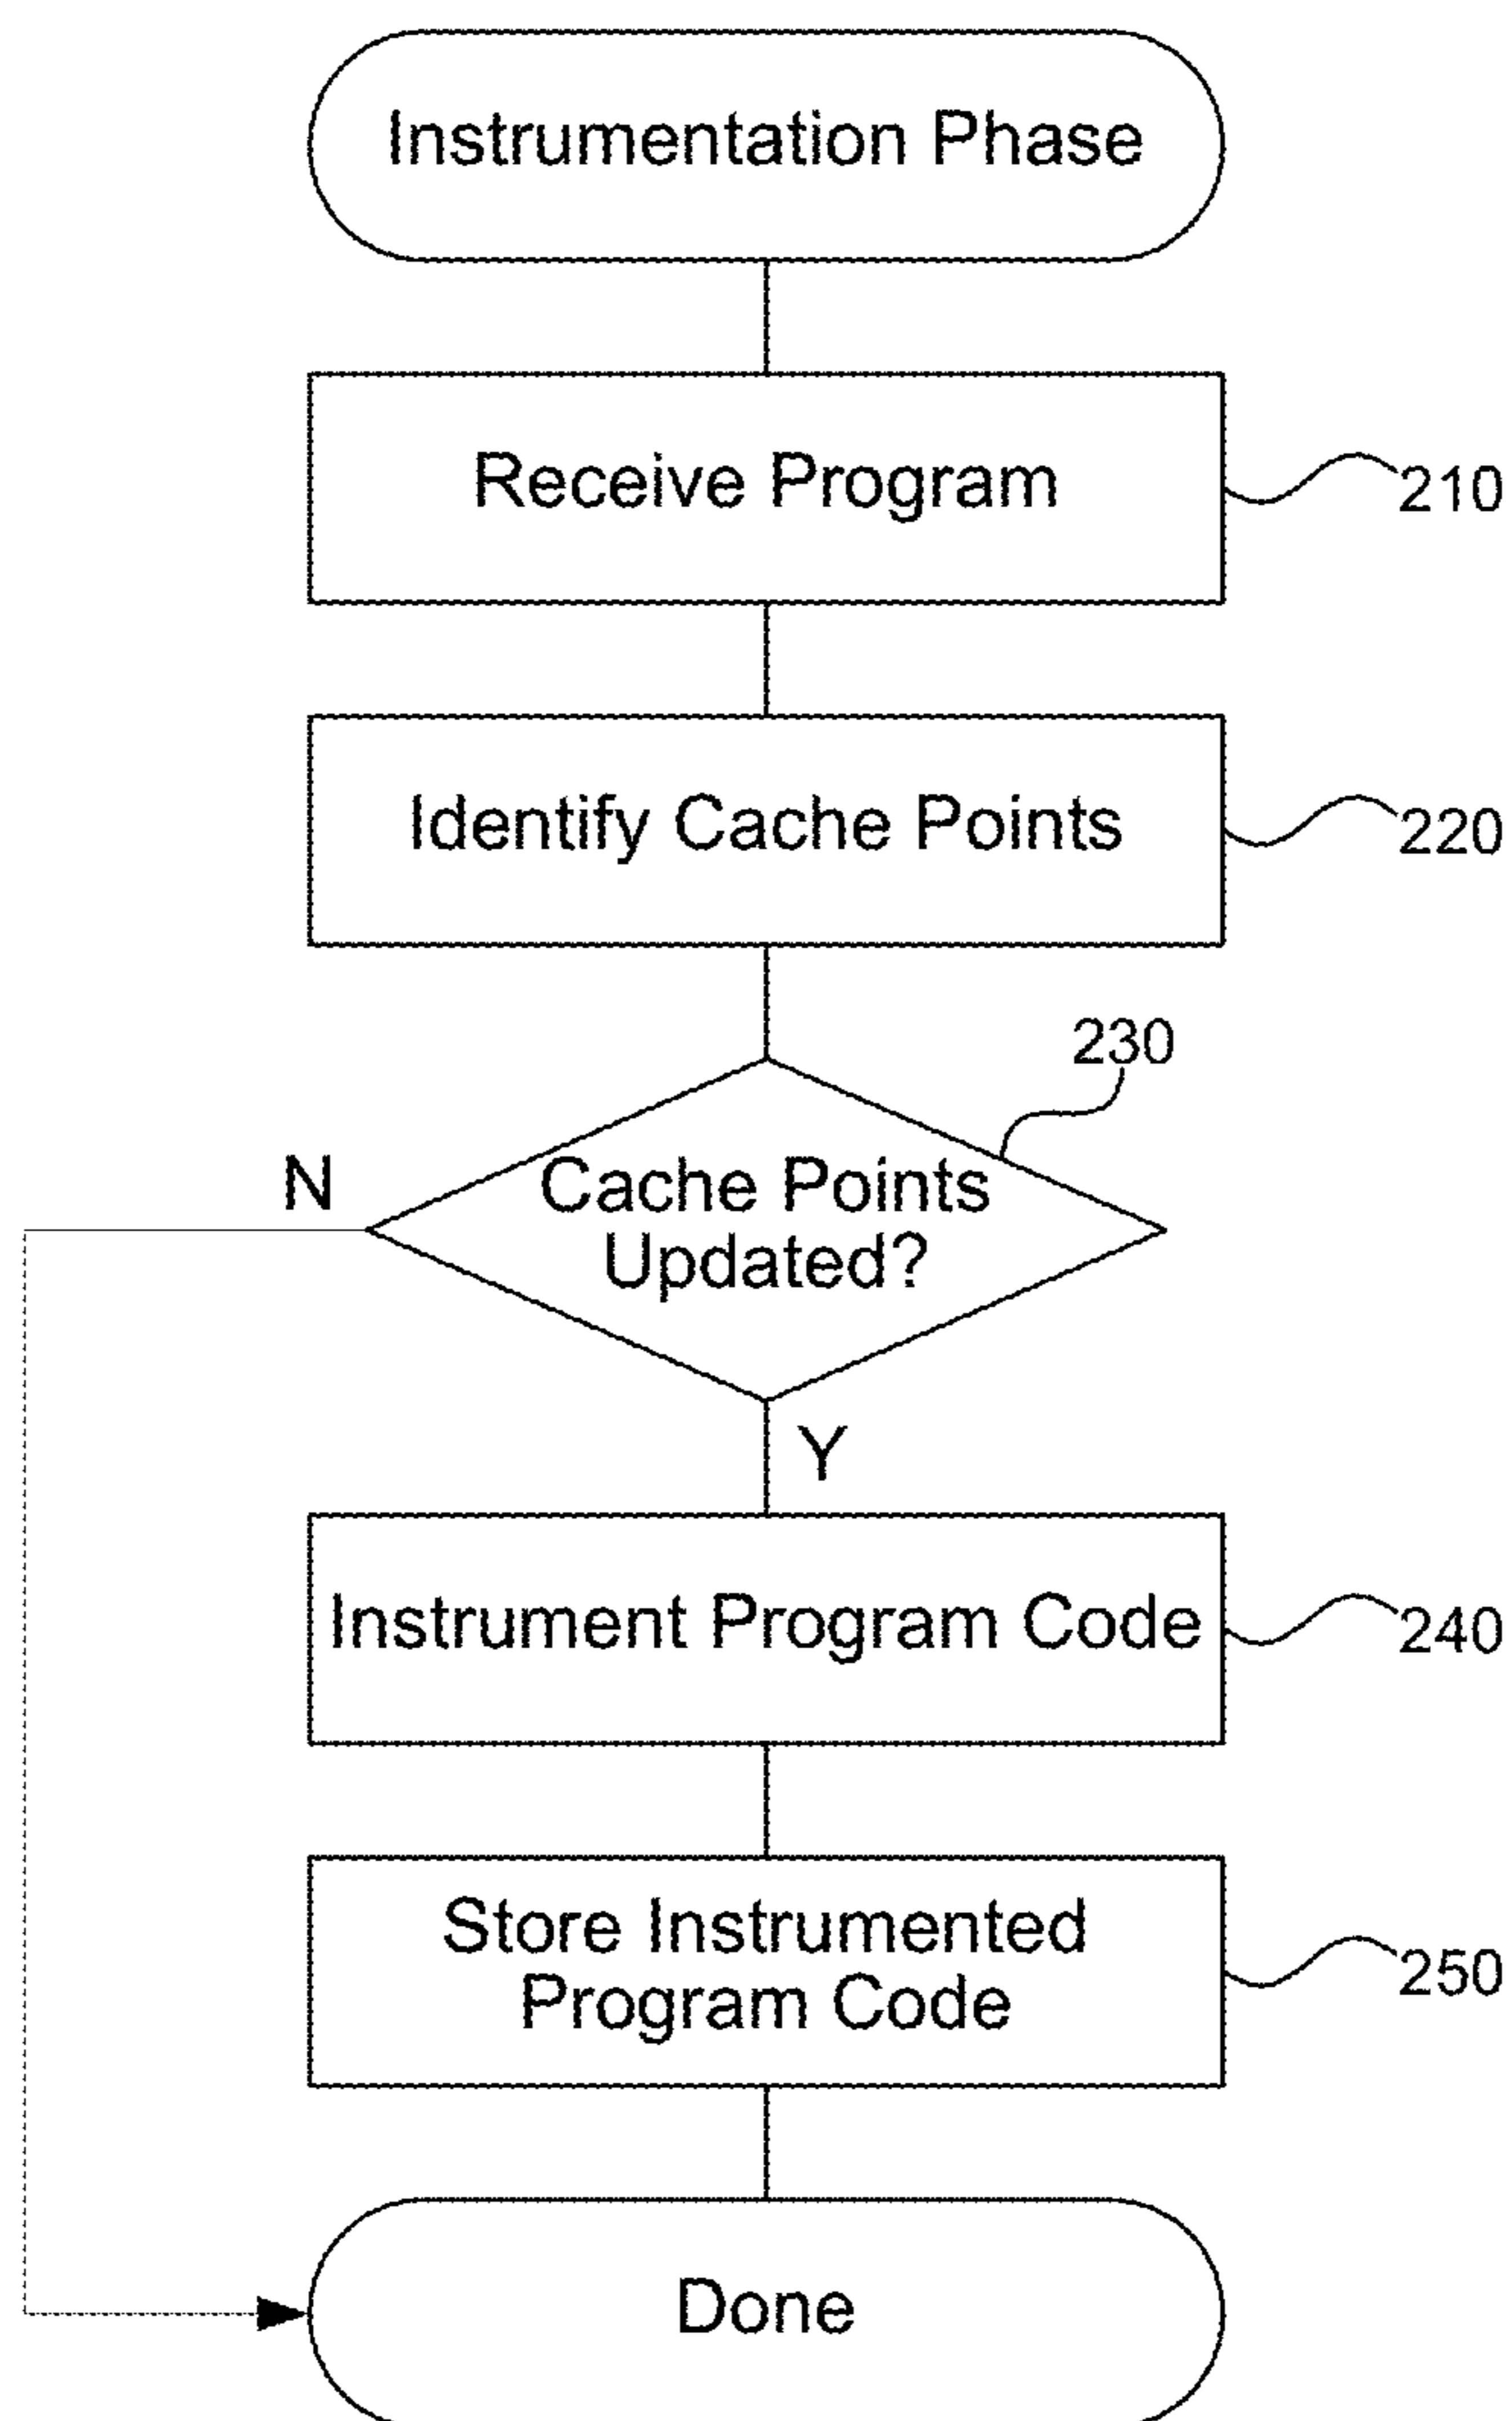 Instrumentation Phase
Receive Program
210
Identify Cache Points
220
230
N
Cache Points
Updated?
Y
Instrument Program Code
240
Store Instrumented
Program Code
250
Done